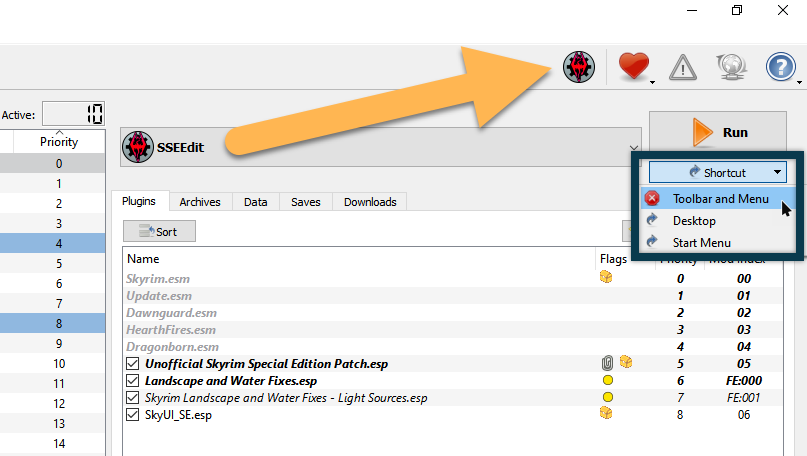 Active: 10
Priority
0
1
2
3
4
5
6
7
8
9
10
11
12
13
14
SSEEdit
Run
Shortcut
Toolbar and Menu
Desktop
Start Menu
Plugins Archives Data Saves Downloads
Sort
Name Flags Priority Mod Index
Skyrim.esm 0 00
Update.esm 1 01
Dawnguard.esm 2 02
HearthFires.esm 3 03
Dragonborn.esm 4 04
Unofficial Skyrim Special Edition Patch.esp 5 05
Landscape and Water Fixes.esp 6 FE:000
Skyrim Landscape and Water Fixes - Light Sources.esp 7 FE:001
SkyUI_SE.esp 8 06